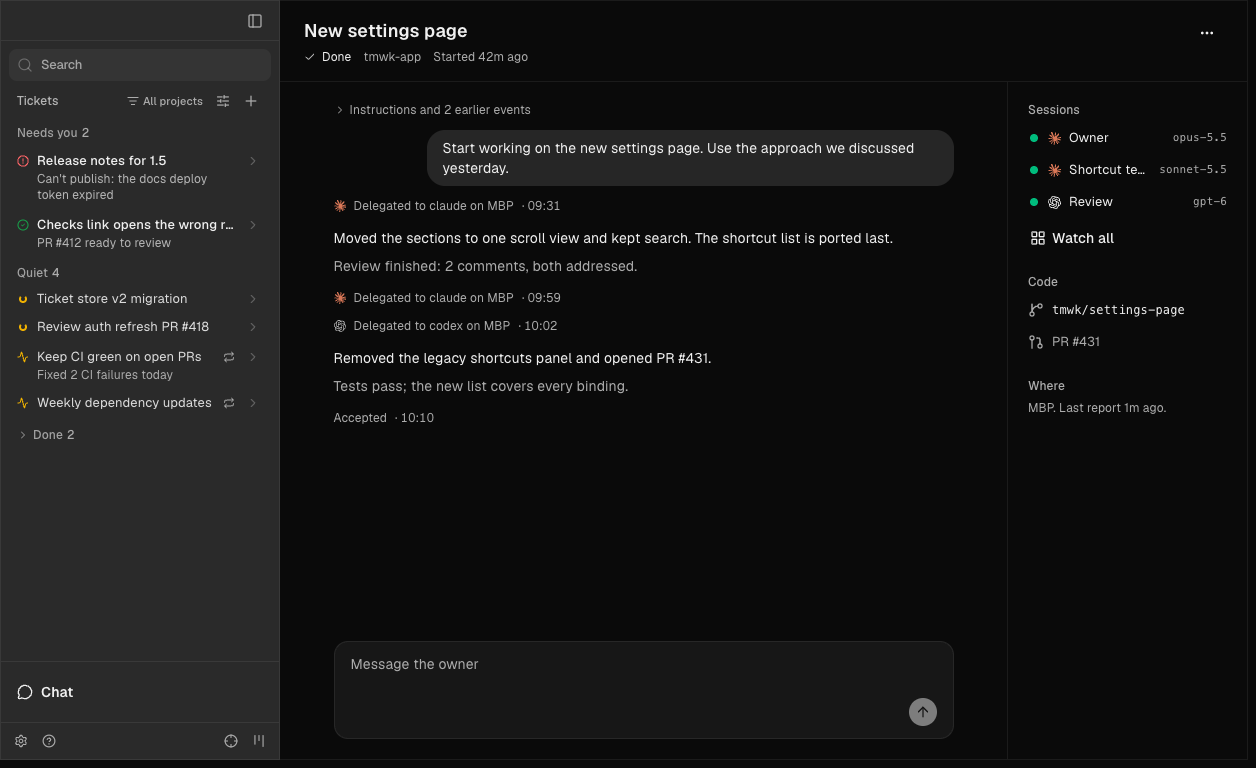 Search
Tickets
All projects
Needs you 2
Release notes for 1.5
Can't publish: the docs deploy
token expired
Checks link opens the wrong r…
PR #412 ready to review
Quiet 4
Ticket store v2 migration
Review auth refresh PR #418
Keep CI green on open PRs
Fixed 2 CI failures today
Weekly dependency updates
Done 2
Chat
New settings page
Done tmwk-app Started 42m ago
Instructions and 2 earlier events
Start working on the new settings page. Use the approach we discussed
yesterday.
Delegated to claude on MBP · 09:31
Moved the sections to one scroll view and kept search. The shortcut list is ported last.
Review finished: 2 comments, both addressed.
Delegated to claude on MBP · 09:59
Delegated to codex on MBP · 10:02
Removed the legacy shortcuts panel and opened PR #431.
Tests pass; the new list covers every binding.
Accepted · 10:10
Message the owner
Sessions
Owner opus-5.5
Shortcut te… sonnet-5.5
Review gpt-6
Watch all
Code
tmwk/settings-page
PR #431
Where
MBP. Last report 1m ago.